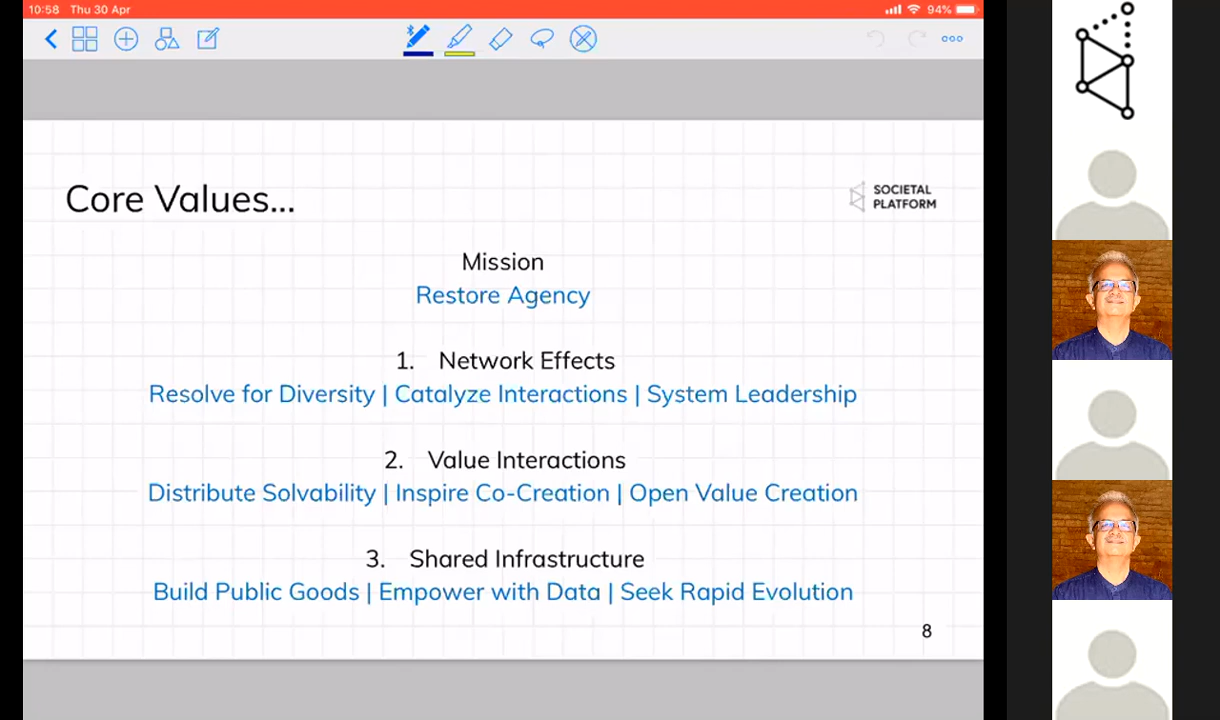 10:58 Thu 30 Apr 94%
Core Values...
SOCIETAL
PLATFORM
Mission
Restore Agency
1. Network Effects
Resolve for Diversity | Catalyze Interactions | System Leadership
2. Value Interactions
Distribute Solvability | Inspire Co-Creation | Open Value Creation
3. Shared Infrastructure
Build Public Goods | Empower with Data | Seek Rapid Evolution
8